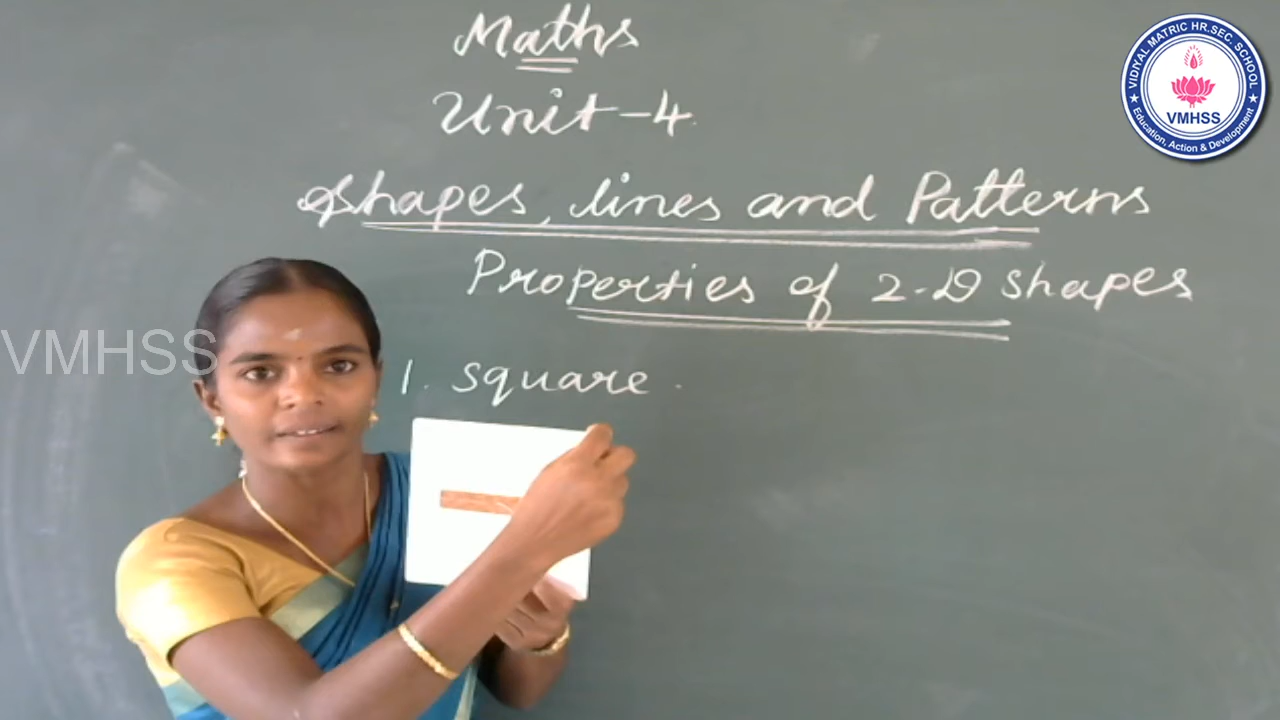 Maths
Unit-4
Shapes, lines and Patterns
Properties of 2-D shapes
1. square.
VMHSS
VIDIYAL MATRIC HR.SEC. SCHOOL
VMHSS
★ Education, Action & Development ★